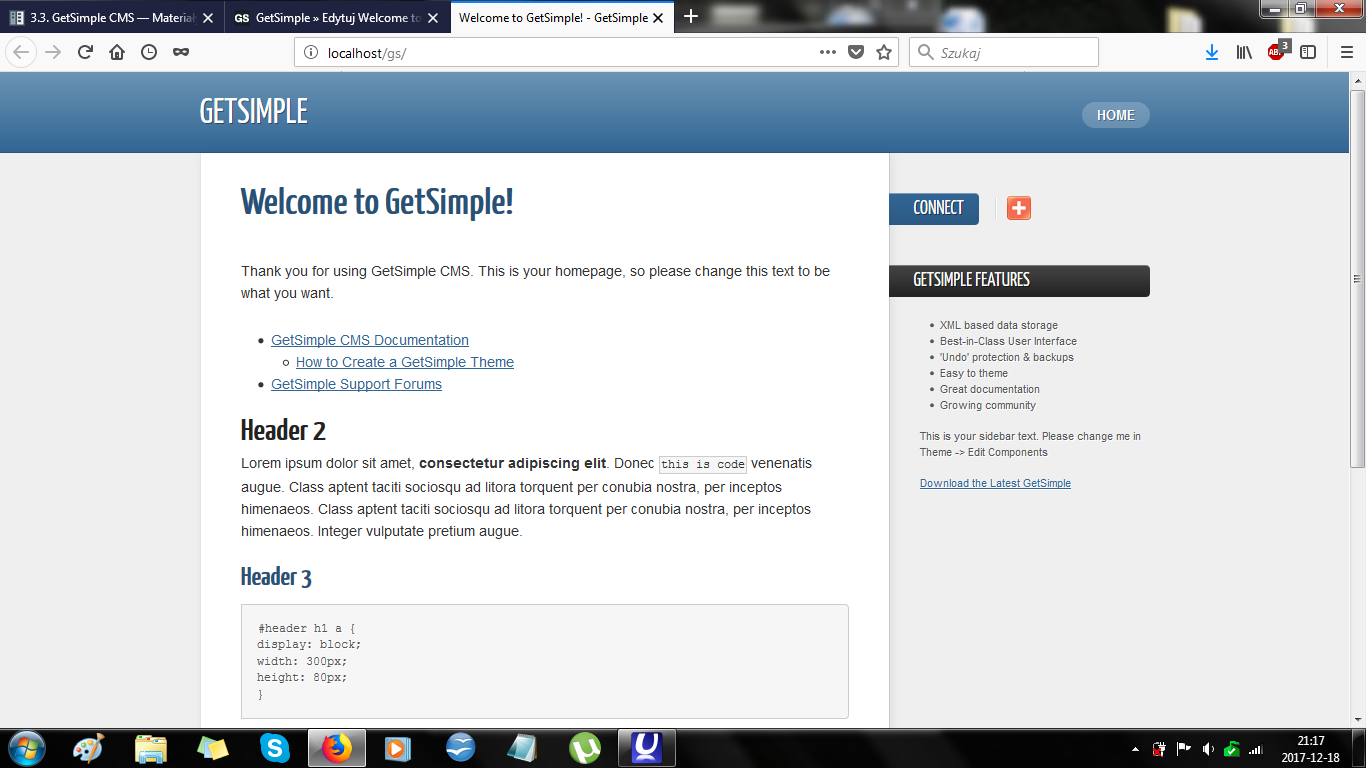 3.3. GetSimple CMS — Material
GS GetSimple » Edytuj Welcome to
Welcome to GetSimple! - GetSimple
localhost/gs/
Szukaj
ABP
3
GETSIMPLE
HOME
Welcome to GetSimple!
Thank you for using GetSimple CMS. This is your homepage, so please change this text to be
what you want.
GetSimple CMS Documentation
How to Create a GetSimple Theme
GetSimple Support Forums
Header 2
Lorem ipsum dolor sit amet, consectetur adipiscing elit. Donec this is code venenatis
augue. Class aptent taciti sociosqu ad litora torquent per conubia nostra, per inceptos
himenaeos. Class aptent taciti sociosqu ad litora torquent per conubia nostra, per inceptos
himenaeos. Integer vulputate pretium augue.
Header 3
#header h1 a {
display: block;
width: 300px;
height: 80px;
}
CONNECT
GETSIMPLE FEATURES
XML based data storage
Best-in-Class User Interface
'Undo' protection & backups
Easy to theme
Great documentation
Growing community
This is your sidebar text. Please change me in
Theme -> Edit Components
Download the Latest GetSimple
21:17
2017-12-18